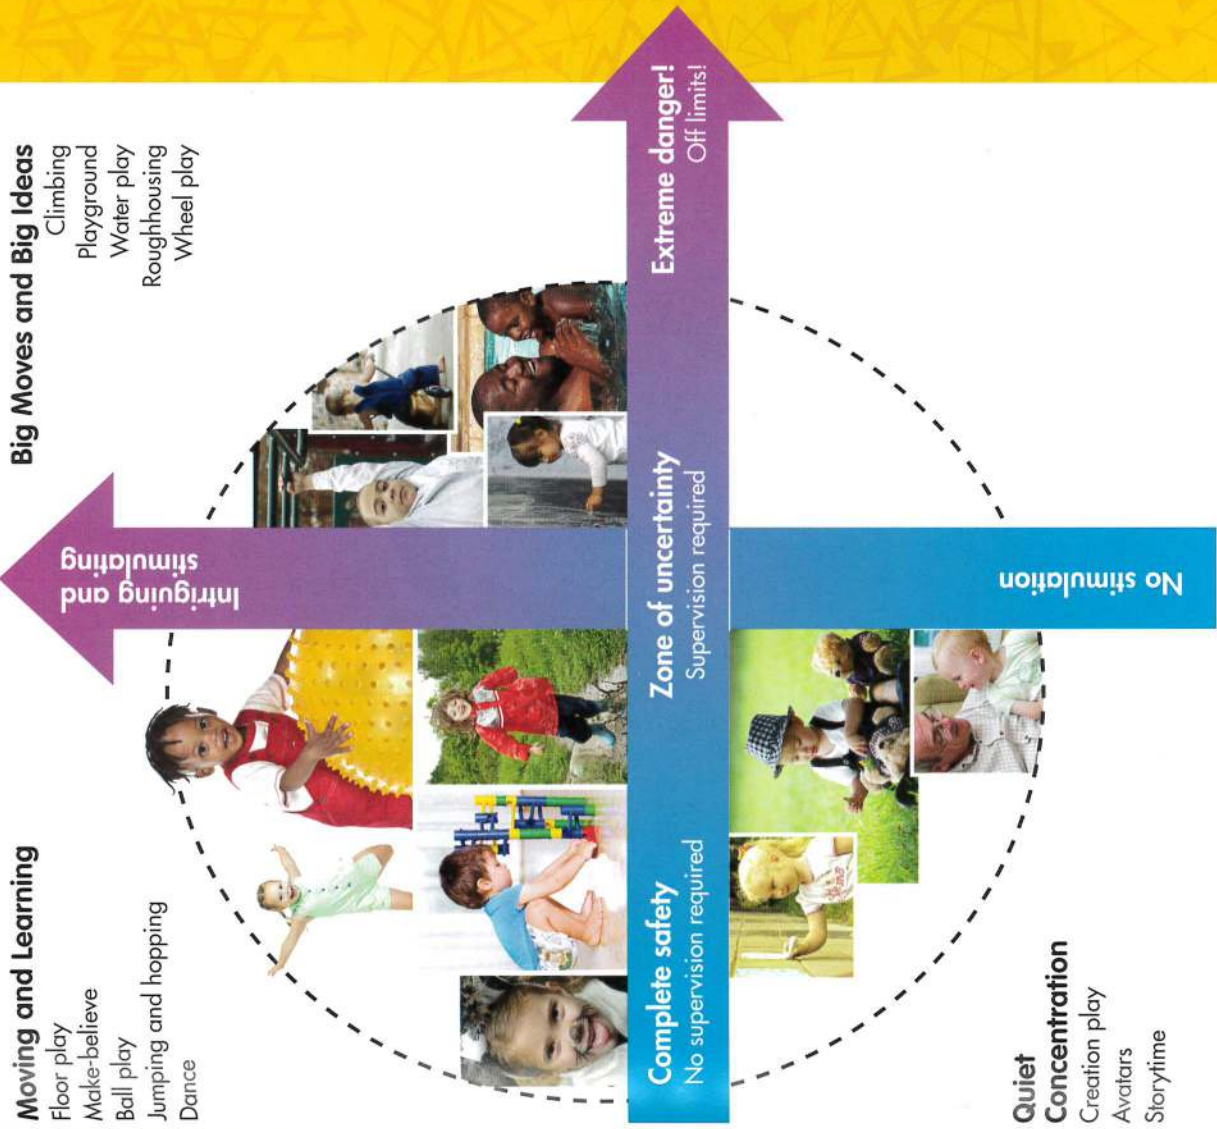 Moving and Learning
Floor play
Make-believe
Ball play
Jumping and hopping
Dance
Big Moves and Big Ideas
Climbing
Playground
Water play
Roughhousing
Wheel play
Intriguing and
stimulating
Complete safety
No supervision required
Zone of uncertainty
Supervision required
Extreme danger!
Off limits!
No stimulation
Quiet
Concentration
Creation play
Avatars
Storytime